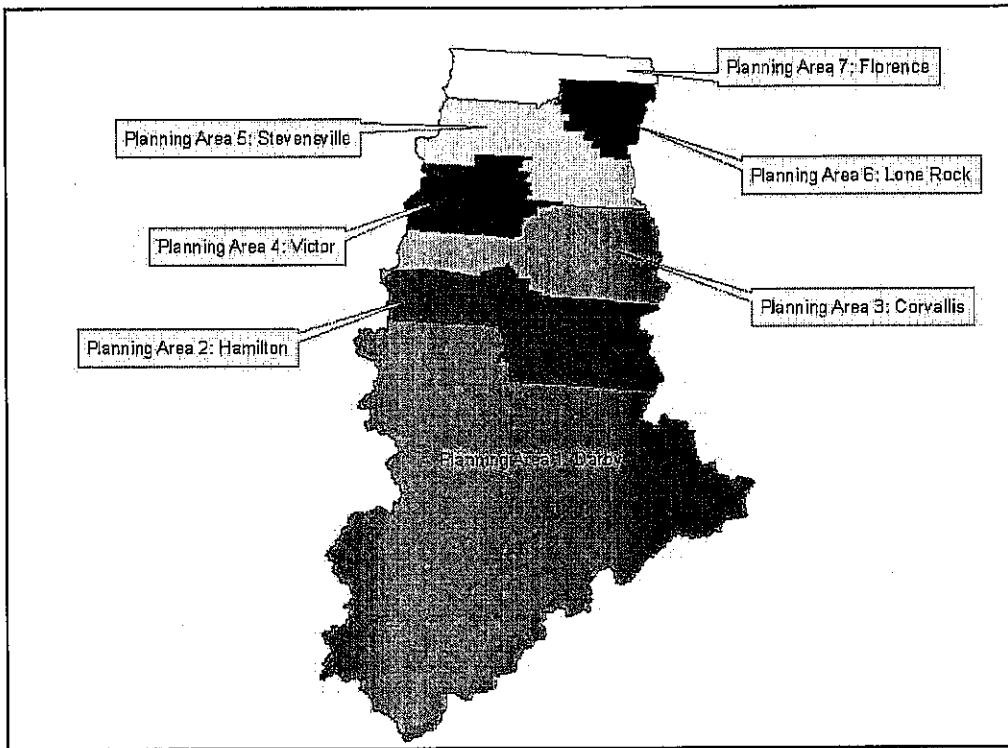 Planning Area 7: Florence
Planning Area 5: Stevensville
Planning Area 6: Lone Rock
Planning Area 4: Victor
Planning Area 3: Corvallis
Planning Area 2: Hamilton
Planning Area 1: Darby